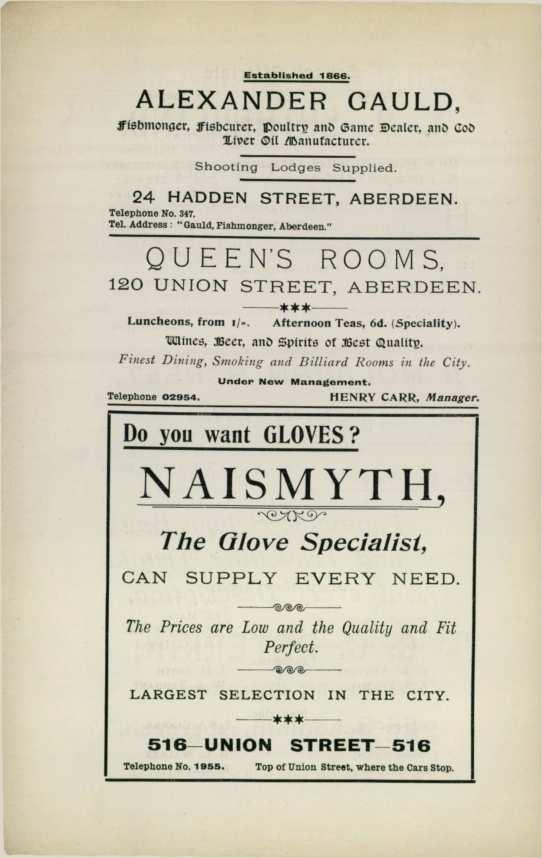 Established 1866.
ALEXANDER GAULD,
Fishmonger, Fishcurer, Poultry and Game Dealer, and Cod
Liver Oil Manufacturer.
Shooting Lodges Supplied.
24 HADDEN STREET, ABERDEEN.
Telephone No. 347.
Tel. Address : "Gauld, Fishmonger, Aberdeen."
QUEEN'S ROOMS,
120 UNION STREET, ABERDEEN.
***
Luncheons, from 1/-. Afternoon Teas, 6d. (Speciality).
Wines, Beer, and Spirits of Best Quality.
Finest Dining, Smoking and Billiard Rooms in the City.
Under New Management.
Telephone 02954. HENRY CARR, Manager.
Do you want GLOVES ?
NAISMYTH,
The Glove Specialist,
CAN SUPPLY EVERY NEED.
The Prices are Low and the Quality and Fit
Perfect.
LARGEST SELECTION IN THE CITY.
***
516—UNION STREET—516
Telephone No. 1955. Top of Union Street, where the Cars Stop.